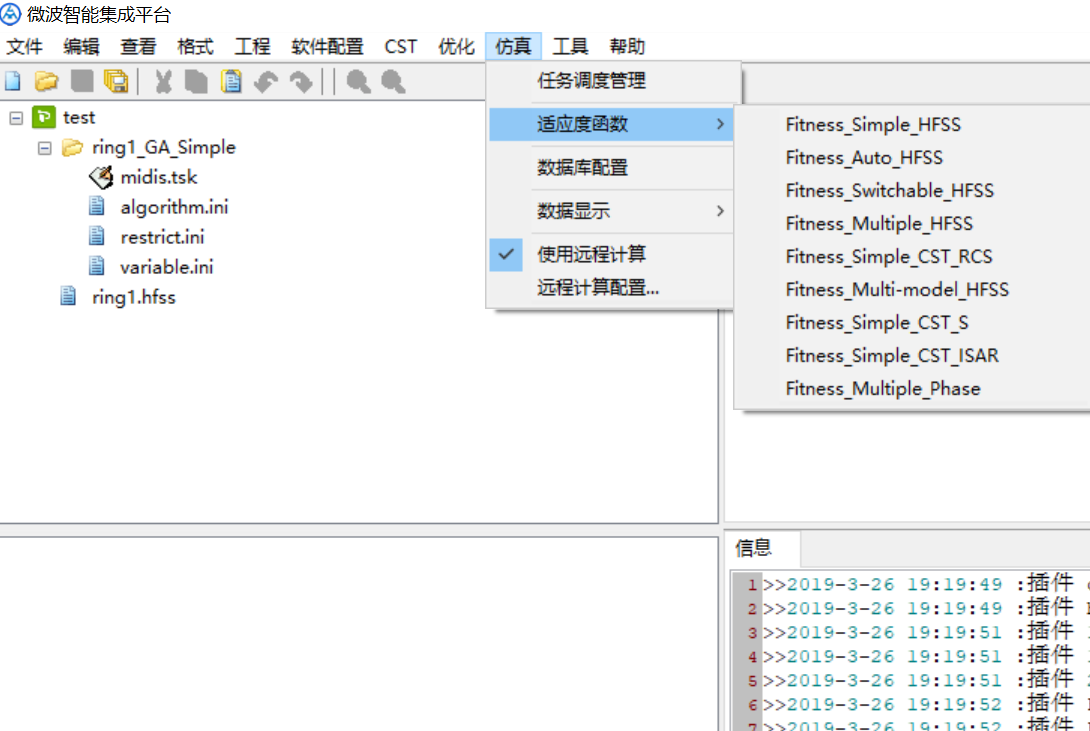 微波智能集成平台
文件 编辑 查看 格式 工程 软件配置 CST 优化 仿真 工具 帮助
test
ring1_GA_Simple
midis.tsk
algorithm.ini
restrict.ini
variable.ini
ring1.hfss
任务调度管理
适应度函数
数据库配置
数据显示
使用远程计算
远程计算配置...
Fitness_Simple_HFSS
Fitness_Auto_HFSS
Fitness_Switchable_HFSS
Fitness_Multiple_HFSS
Fitness_Simple_CST_RCS
Fitness_Multi-model_HFSS
Fitness_Simple_CST_S
Fitness_Simple_CST_ISAR
Fitness_Multiple_Phase
信息
1 >>2019-3-26 19:19:49 :插件
2 >>2019-3-26 19:19:49 :插件
3 >>2019-3-26 19:19:51 :插件
4 >>2019-3-26 19:19:51 :插件
5 >>2019-3-26 19:19:51 :插件
6 >>2019-3-26 19:19:52 :插件
7 >>2019-3-26 19:19:52 :插件